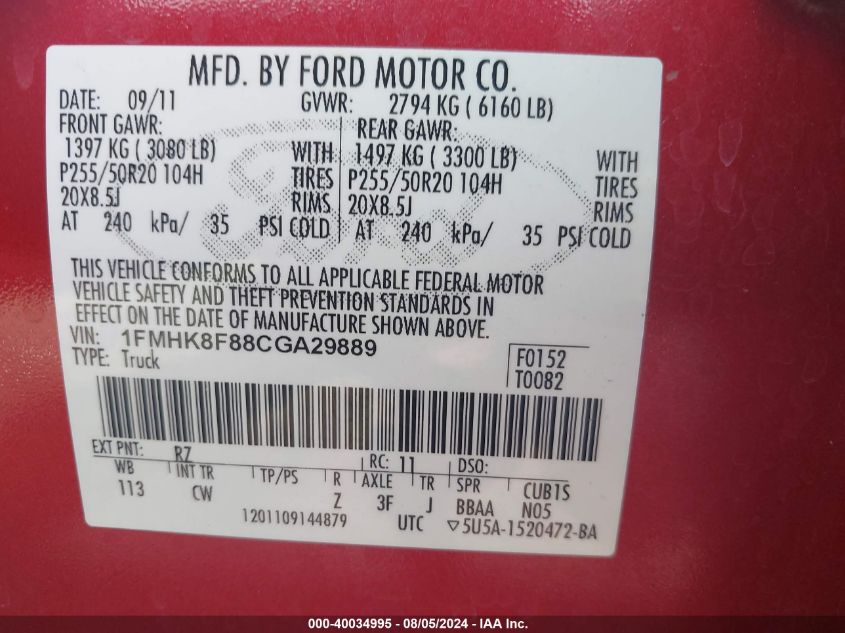 MFD. BY FORD MOTOR CO.
DATE: 09/11 GVWR: 2794 KG ( 6160 LB)
FRONT GAWR: REAR GAWR:
1397 KG ( 3080 LB) WITH 1497 KG ( 3300 LB) WITH
P255/50R20 104H TIRES P255/50R20 104H TIRES
20X8.5J RIMS 20X8.5J RIMS
AT 240 kPa/ 35 PSI COLD AT 240 kPa/ 35 PSI COLD
THIS VEHICLE CONFORMS TO ALL APPLICABLE FEDERAL MOTOR
VEHICLE SAFETY AND THEFT PREVENTION STANDARDS IN
EFFECT ON THE DATE OF MANUFACTURE SHOWN ABOVE.
VIN: 1FMHK8F88CGA29889
TYPE: Truck
F0152
T0082
EXT PNT: RZ RC: 11 DSO:
WB INT TR TP/PS R AXLE TR SPR CUB1S
113 CW Z 3F J BBAA N05
1201109144879 UTC ▽5U5A-1520472-BA
000-40034995 - 08/05/2024 - IAA Inc.